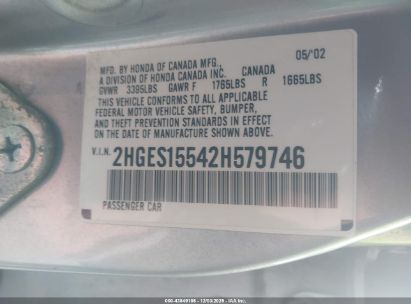 MFD. BY HONDA OF CANADA MFG., 05/02
A DIVISION OF HONDA CANADA INC. CANADA
GVWR 3395LBS GAWR F 1765LBS R 1665LBS
THIS VEHICLE CONFORMS TO ALL APPLICABLE
FEDERAL MOTOR VEHICLE SAFETY, BUMPER,
AND THEFT PREVENTION STANDARDS IN EFFECT ON
THE DATE OF MANUFACTURE SHOWN ABOVE.
V.I.N. 2HGES15542H579746
PASSENGER CAR